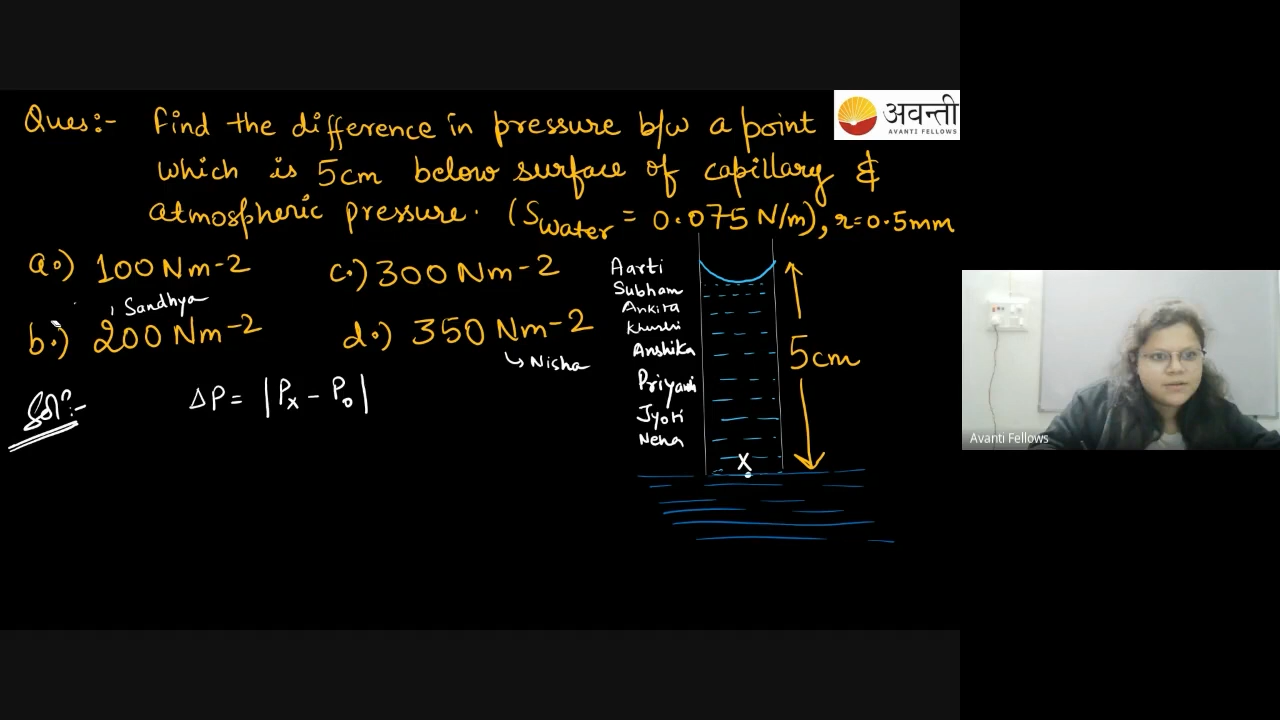 Ques:- Find the difference in pressure b/w a point
which is 5cm below surface of capillary &
atmospheric pressure. (Swater = 0.075 N/m), r=0.5mm
a.) 100 Nm-2 c.) 300 Nm-2
Sandhya
b.) 200 Nm-2 d.) 350 Nm-2
↳ Nisha
Solⁿ:- ΔP = |Px - P0|
Aarti
Subham
Ankita
Khushi
Anshika
Priyanshi
Jyoti
Neha
5cm
X
अवन्ती
AVANTI FELLOWS
Avanti Fellows